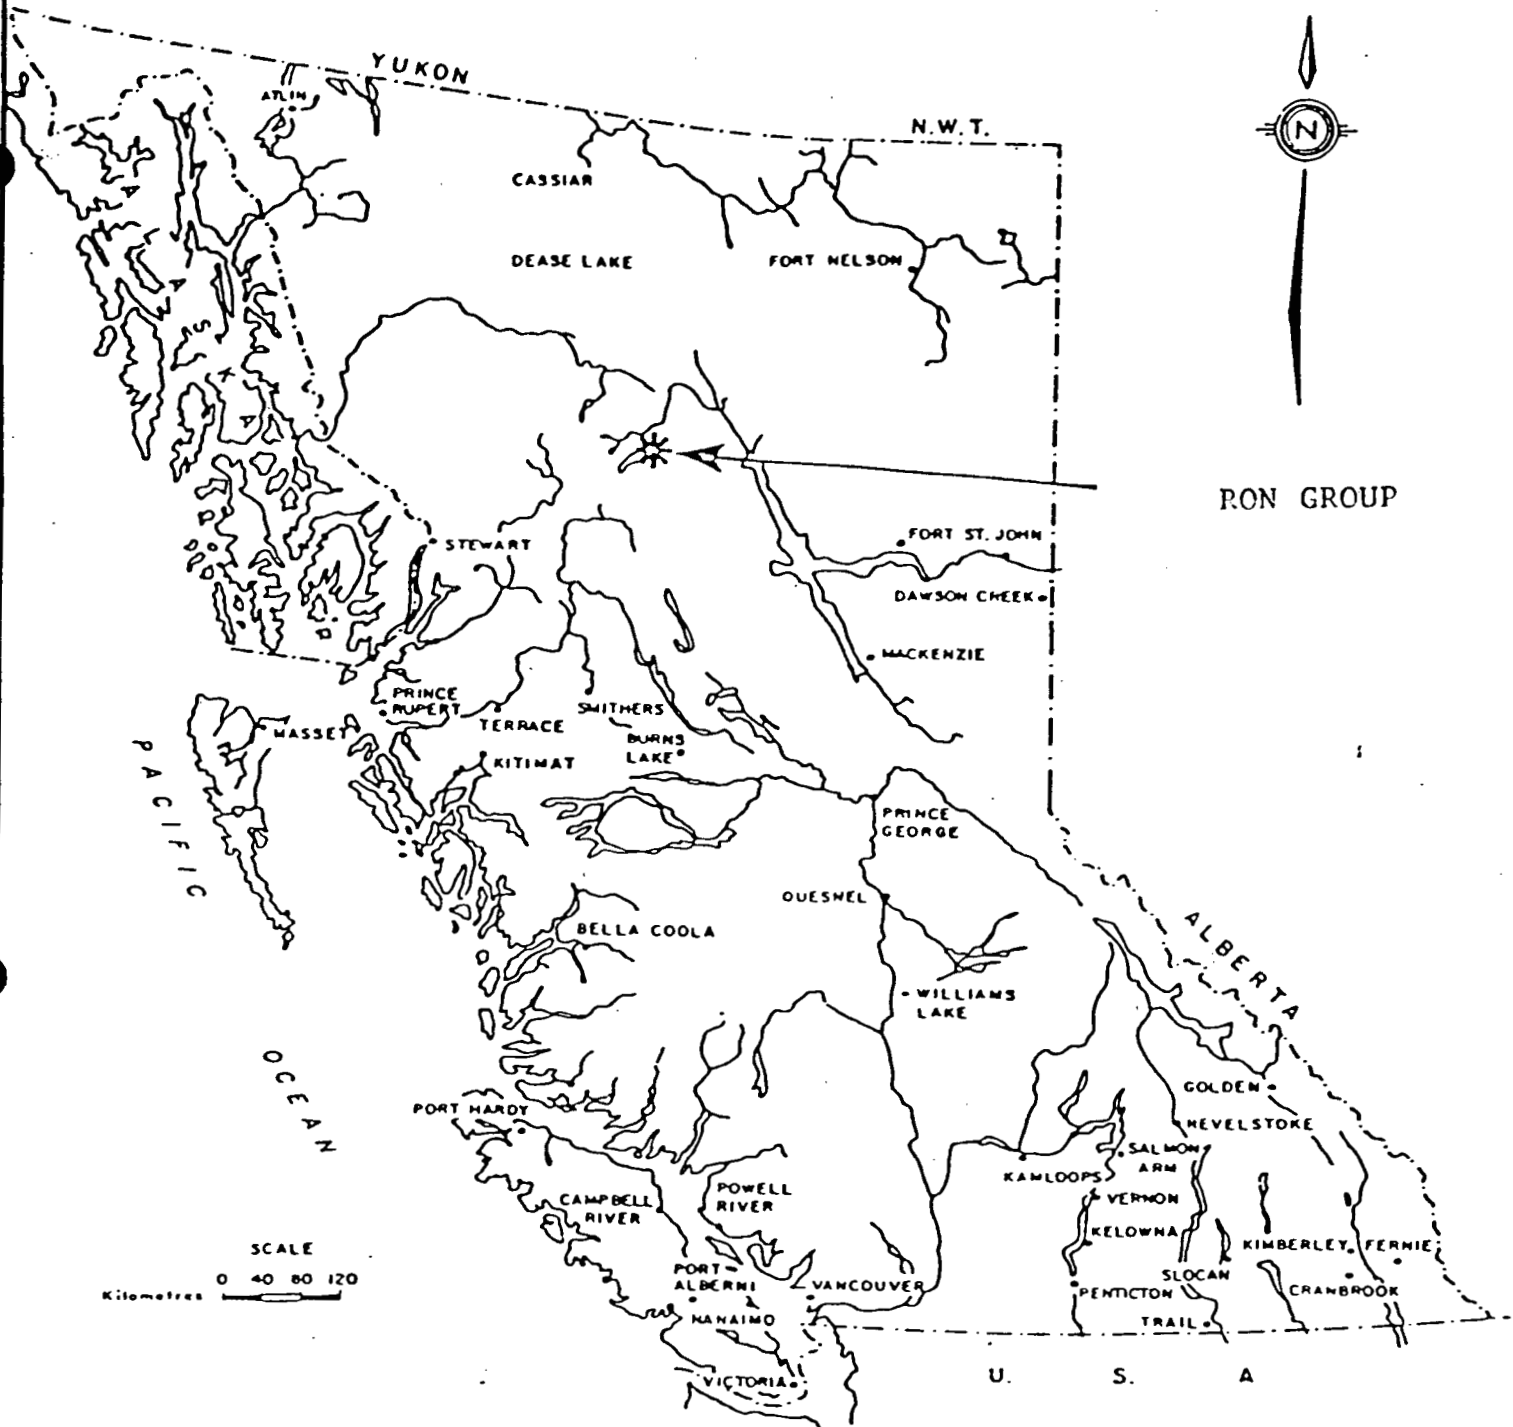 YUKON
ATLIN
N.W.T.
N
CASSIAR
DEASE LAKE
FORT NELSON
ALASKA
RON GROUP
STEWART
FORT ST. JOHN
DAWSON CREEK
MACKENZIE
PRINCE
RUPERT
TERRACE
SMITHERS
MASSET
BURNS
LAKE
KITIMAT
PACIFIC
PRINCE
GEORGE
QUESNEL
BELLA COOLA
ALBERTA
WILLIAMS
LAKE
OCEAN
GOLDEN
PORT HARDY
REVELSTOKE
SALMON
ARM
KAMLOOPS
CAMPBELL
RIVER
POWELL
RIVER
VERNON
KELOWNA
KIMBERLEY
FERNIE
SCALE
0 40 80 120
Kilometres
PORT
ALBERNI
VANCOUVER
SLOCAN
PENTICTON
CRANBROOK
NANAIMO
TRAIL
VICTORIA
U. S. A